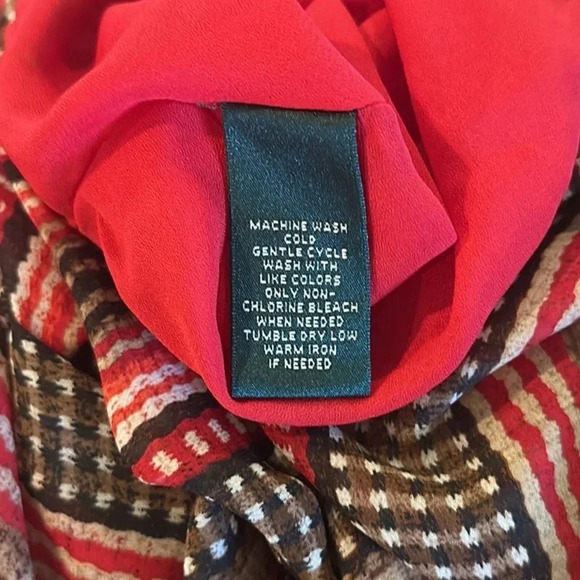 MACHINE WASH
COLD
GENTLE CYCLE
WASH WITH
LIKE COLORS
ONLY NON-
CHLORINE BLEACH
WHEN NEEDED
TUMBLE DRY LOW
WARM IRON
IF NEEDED